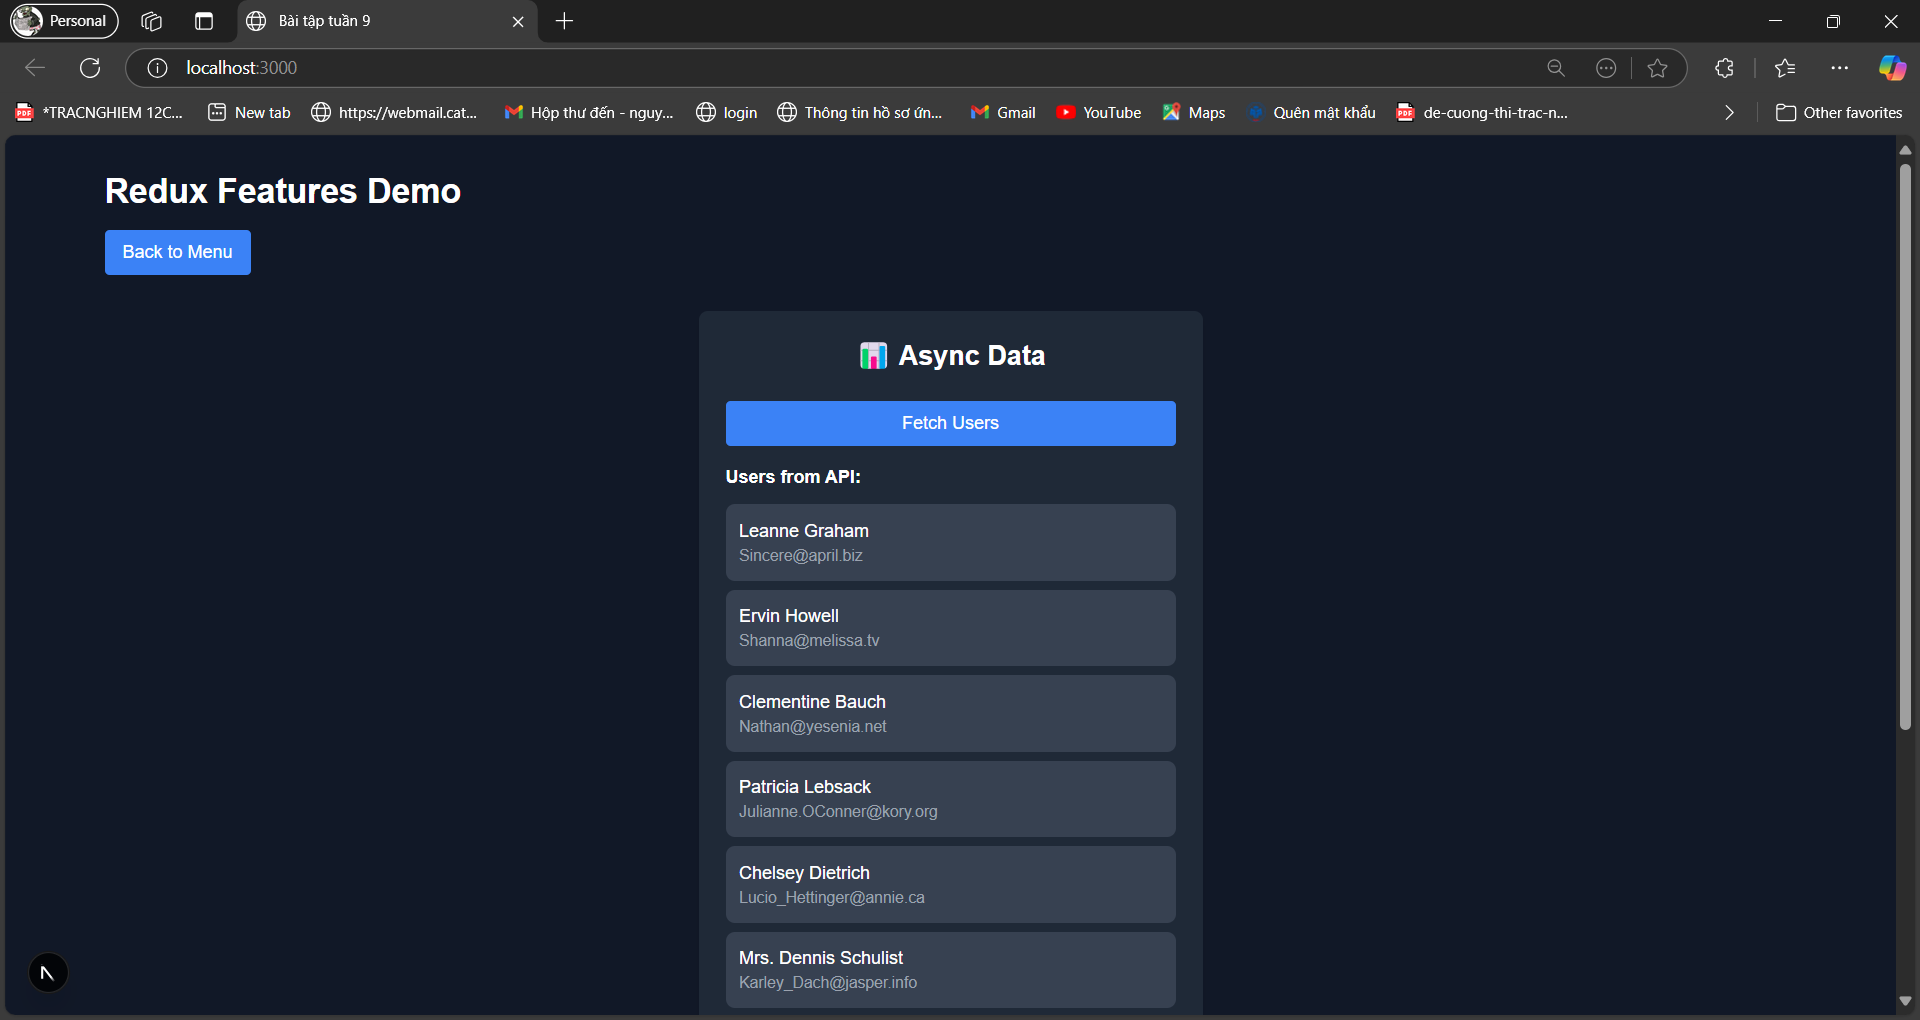 Personal
Bài tập tuần 9
localhost:3000
*TRACNGHIEM 12C...
New tab
https://webmail.cat...
Hộp thư đến - nguy...
login
Thông tin hồ sơ ứn...
Gmail
YouTube
Maps
Quên mật khẩu
de-cuong-thi-trac-n...
Other favorites
Redux Features Demo
Back to Menu
Async Data
Fetch Users
Users from API:
Leanne Graham
Sincere@april.biz
Ervin Howell
Shanna@melissa.tv
Clementine Bauch
Nathan@yesenia.net
Patricia Lebsack
Julianne.OConner@kory.org
Chelsey Dietrich
Lucio_Hettinger@annie.ca
Mrs. Dennis Schulist
Karley_Dach@jasper.info